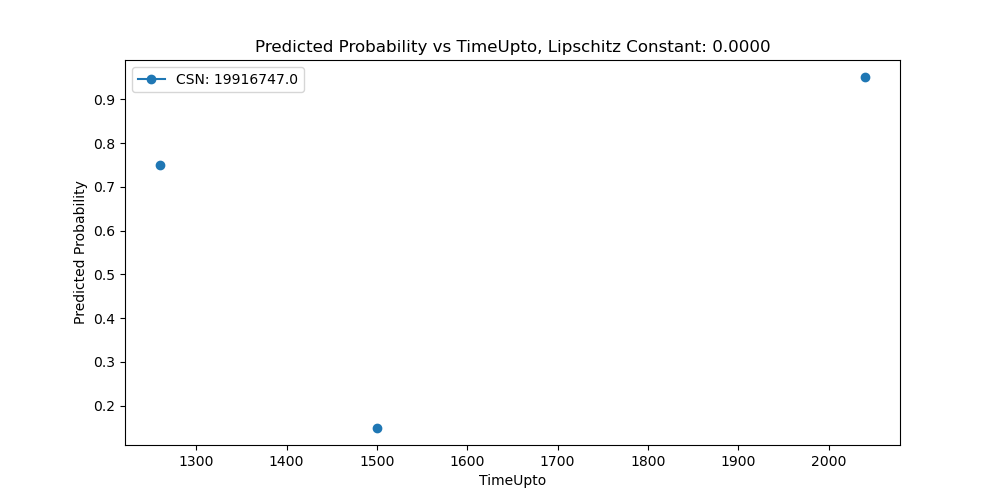 Predicted Probability vs TimeUpto, Lipschitz Constant: 0.0000
CSN: 19916747.0
Predicted Probability
0.9
0.8
0.7
0.6
0.5
0.4
0.3
0.2
1300 1400 1500 1600 1700 1800 1900 2000
TimeUpto